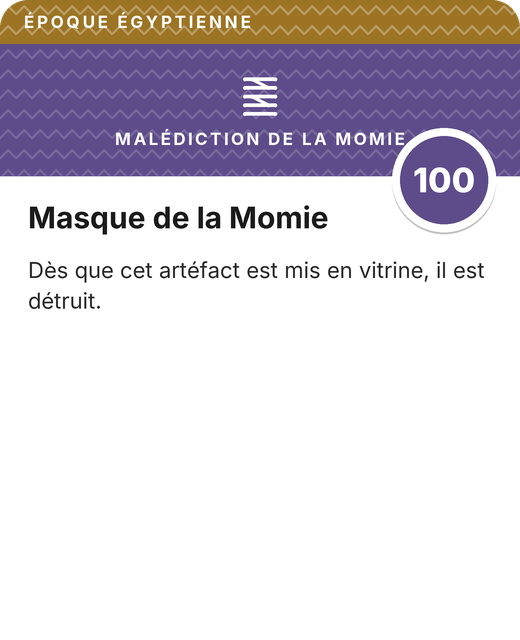 ÉPOQUE ÉGYPTIENNE
MALÉDICTION DE LA MOMIE
100
Masque de la Momie
Dès que cet artéfact est mis en vitrine, il est
détruit.